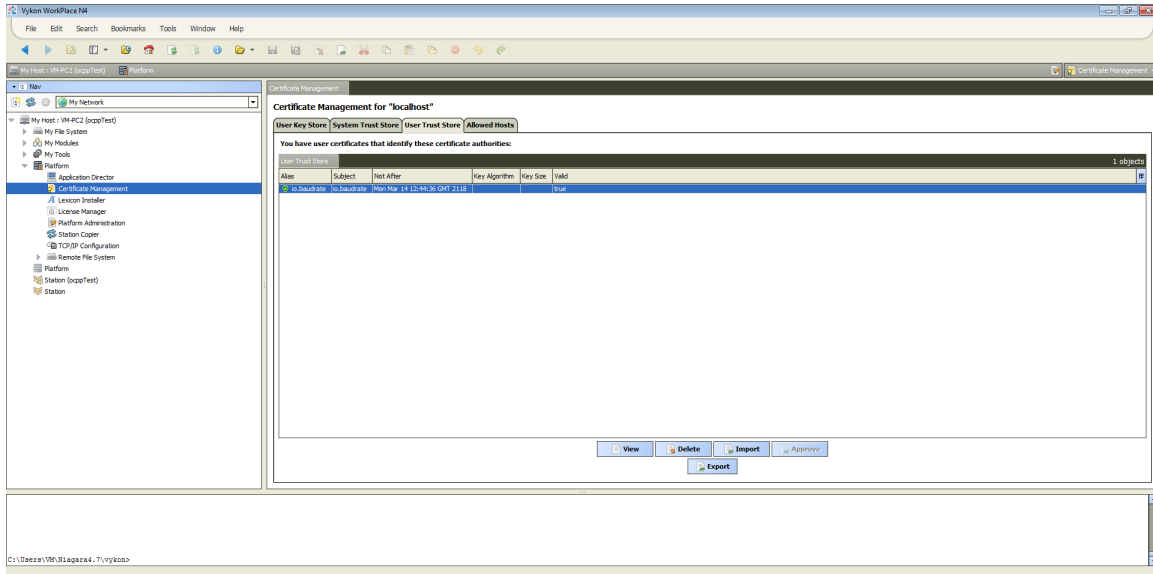 Vykon WorkPlace N4
File Edit Search Bookmarks Tools Window Help
My Host : VM-PC2 (ocppTest) Platform Certificate Management
Nav
My Network
My Host : VM-PC2 (ocppTest)
My File System
My Modules
My Tools
Platform
Application Director
Certificate Management
Lexicon Installer
License Manager
Platform Administration
Station Copier
TCP/IP Configuration
Remote File System
Platform
Station (ocppTest)
Station
Certificate Management
Certificate Management for "localhost"
User Key Store System Trust Store User Trust Store Allowed Hosts
You have user certificates that identify these certificate authorities:
User Trust Store 1 objects
Alias Subject Not After Key Algorithm Key Size Valid
io.baudrate io.baudrate Mon Mar 14 12:44:36 GMT 2118 true
View Delete Import Approve
Export
C:\Users\VM\Niagara4.7\vykon>